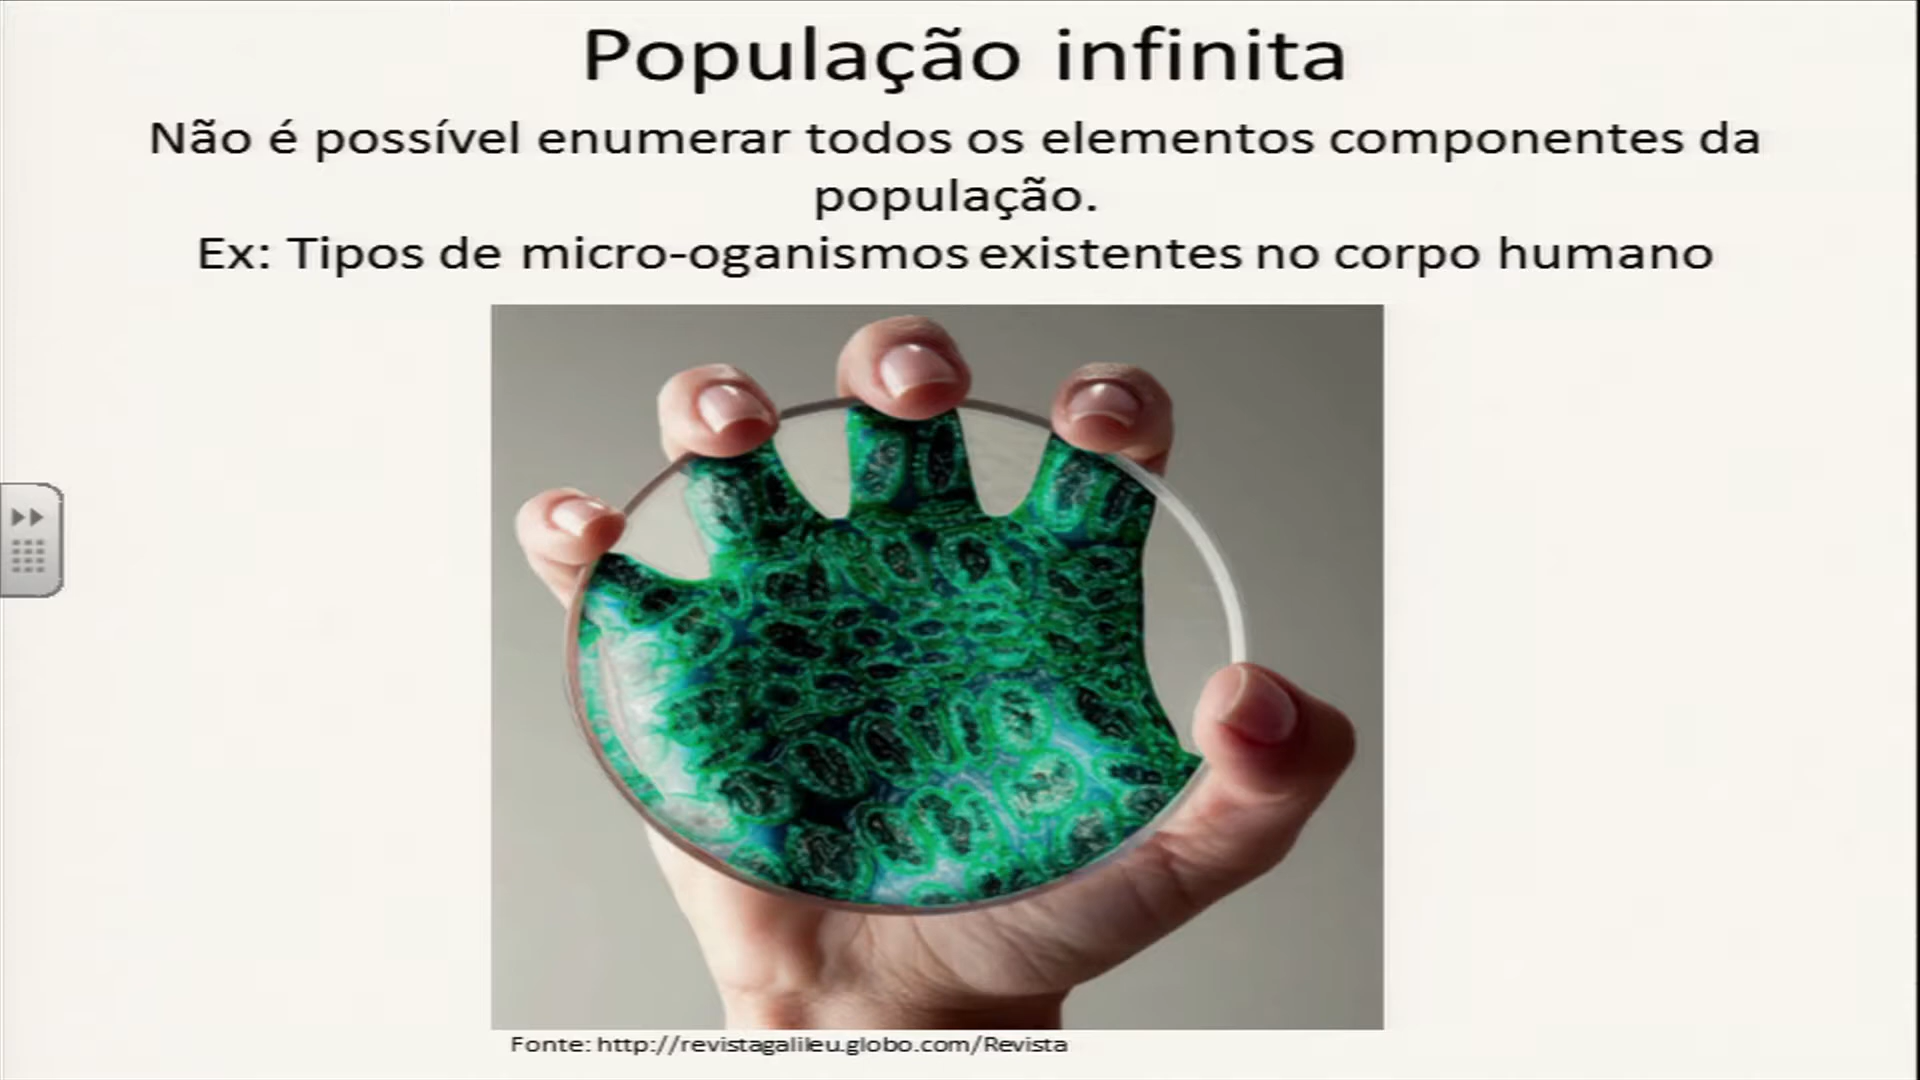 População infinita
Não é possível enumerar todos os elementos componentes da
população.
Ex: Tipos de micro-oganismos existentes no corpo humano
Fonte: http://revistagalileu.globo.com/Revista